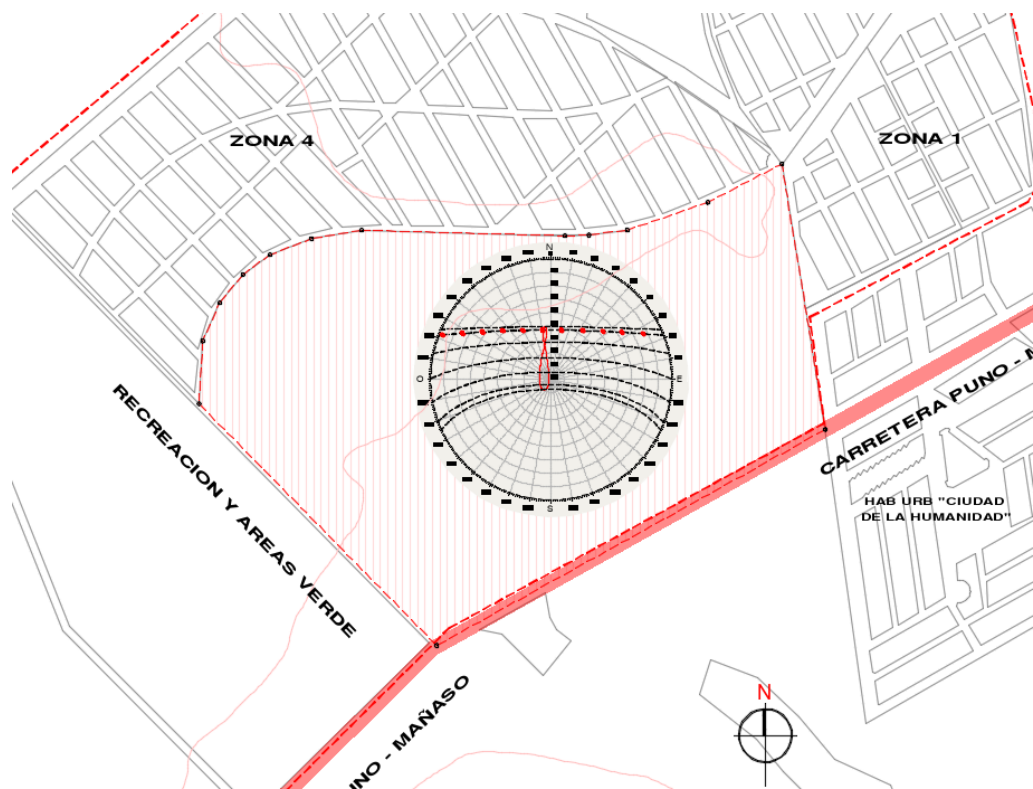 ZONA 4
ZONA 1
N
O
E
S
CARRETERA PUNO - M
RECREACION Y AREAS VERDE
HAB URB "CIUDAD
DE LA HUMANIDAD"
NO - MAÑASO
N